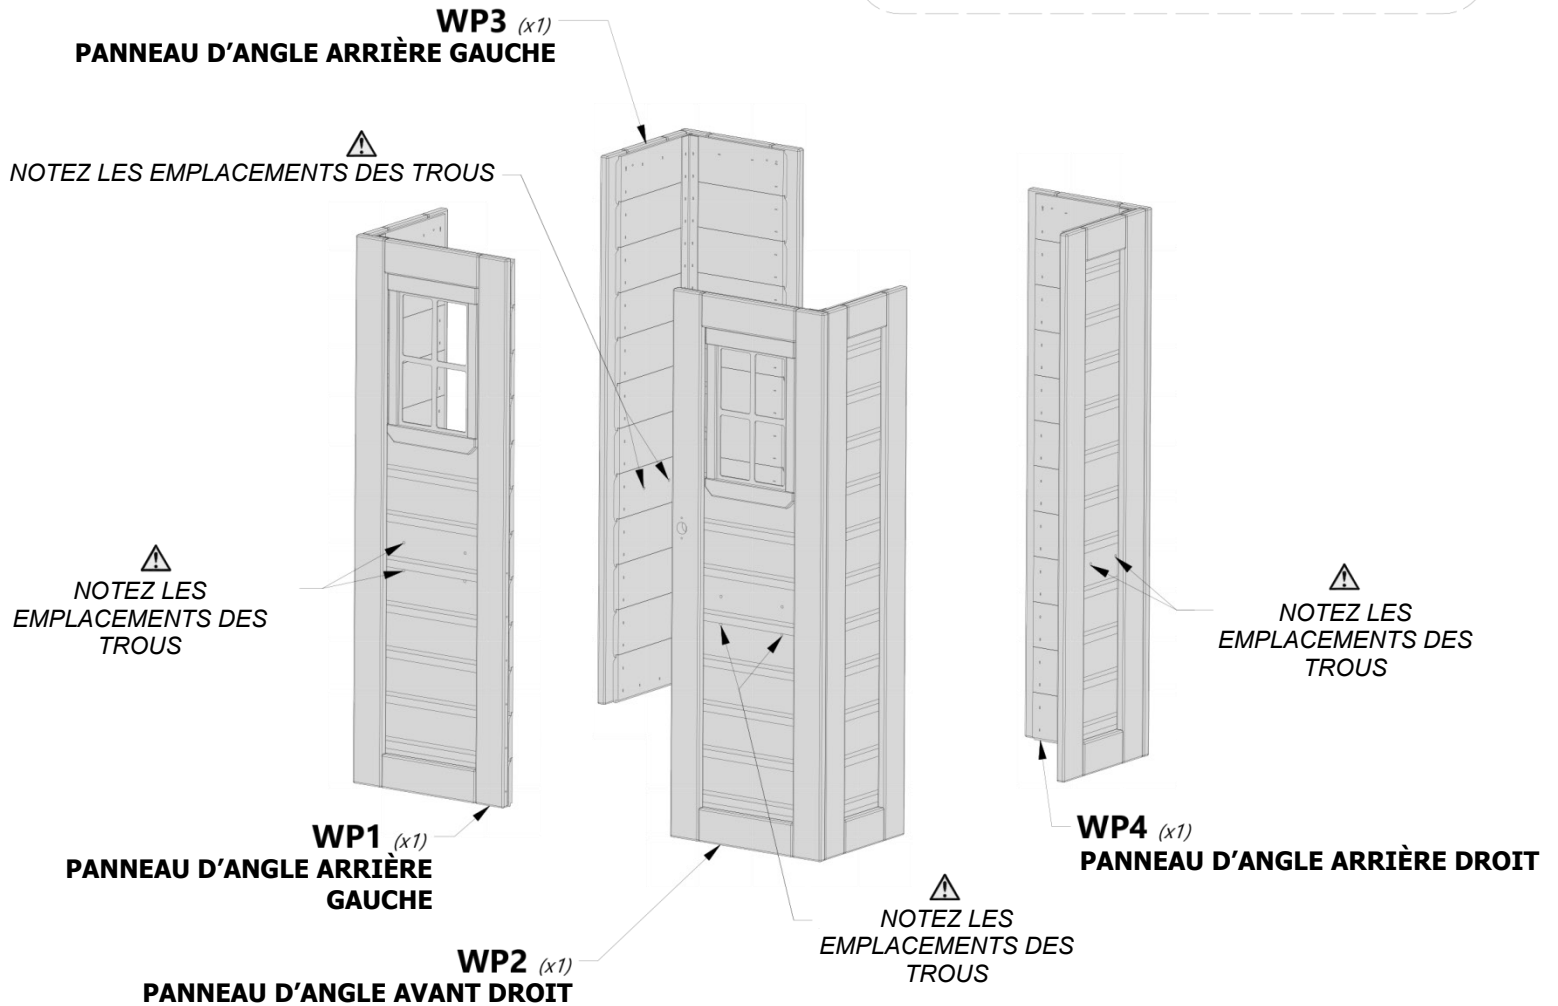 WP3 (x1)
PANNEAU D’ANGLE ARRIÈRE GAUCHE
NOTEZ LES EMPLACEMENTS DES TROUS
NOTEZ LES
EMPLACEMENTS DES
TROUS
NOTEZ LES
EMPLACEMENTS DES
TROUS
WP1 (x1)
PANNEAU D’ANGLE ARRIÈRE
GAUCHE
WP4 (x1)
PANNEAU D’ANGLE ARRIÈRE DROIT
NOTEZ LES
EMPLACEMENTS DES
TROUS
WP2 (x1)
PANNEAU D’ANGLE AVANT DROIT